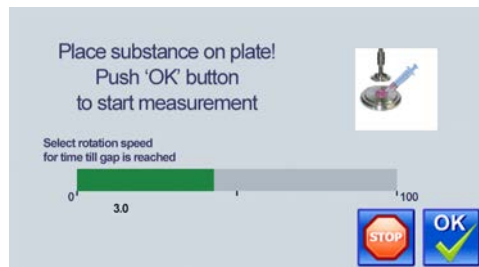 Place substance on plate!
Push ‘OK’ button
to start measurement
Select rotation speed
for time till gap is reached
0
100
3.0
STOP
OK